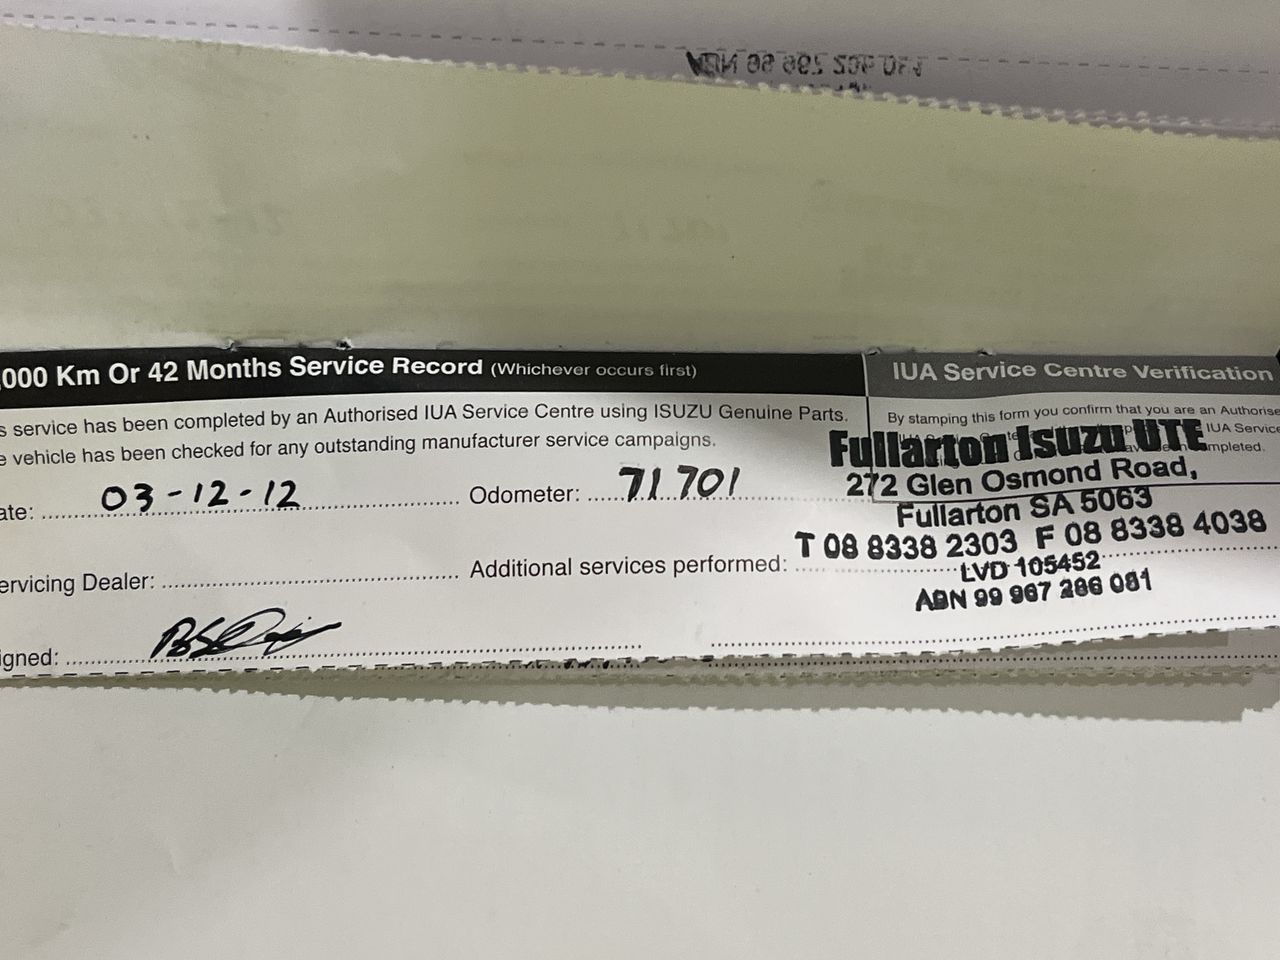 000 Km Or 42 Months Service Record (Whichever occurs first)
IUA Service Centre Verification
s service has been completed by an Authorised IUA Service Centre using ISUZU Genuine Parts.
e vehicle has been checked for any outstanding manufacturer service campaigns.
By stamping this form you confirm that you are an Authorise
IUA Service
mpleted.
Fullarton Isuzu UTE
272 Glen Osmond Road,
Fullarton SA 5063
T 08 8338 2303 F 08 8338 4038
LVD 105452
ABN 99 967 286 081
ate: 03-12-12
Odometer: 71701
ervicing Dealer:
Additional services performed:
igned: